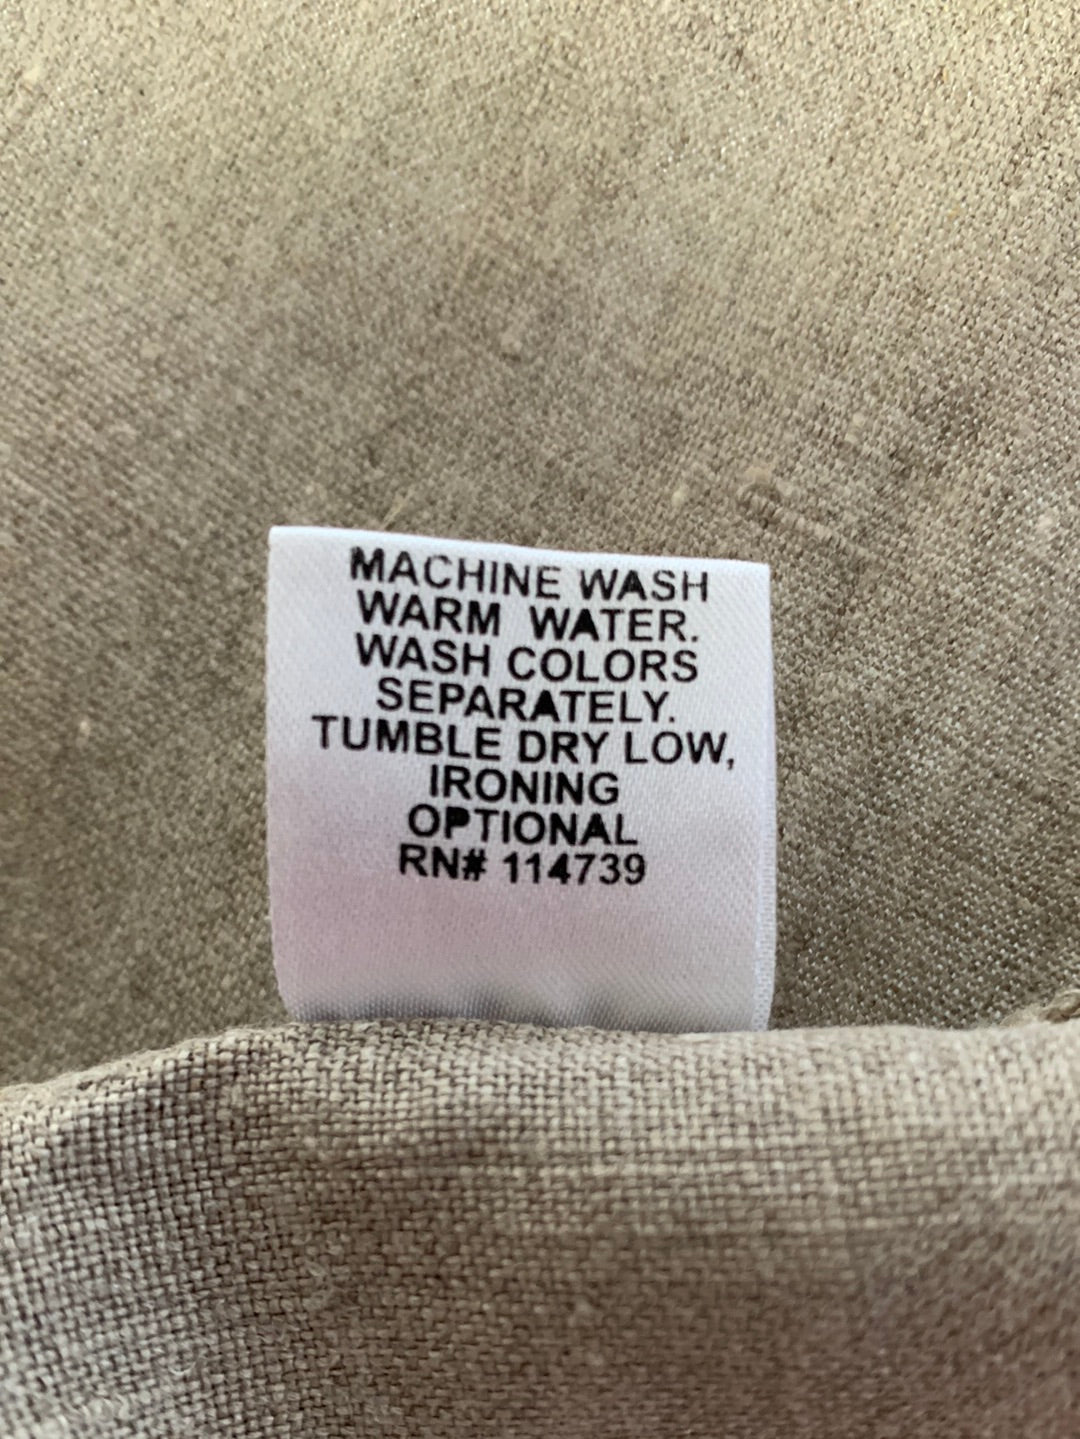 MACHINE WASH
WARM WATER.
WASH COLORS
SEPARATELY.
TUMBLE DRY LOW,
IRONING
OPTIONAL
RN# 114739